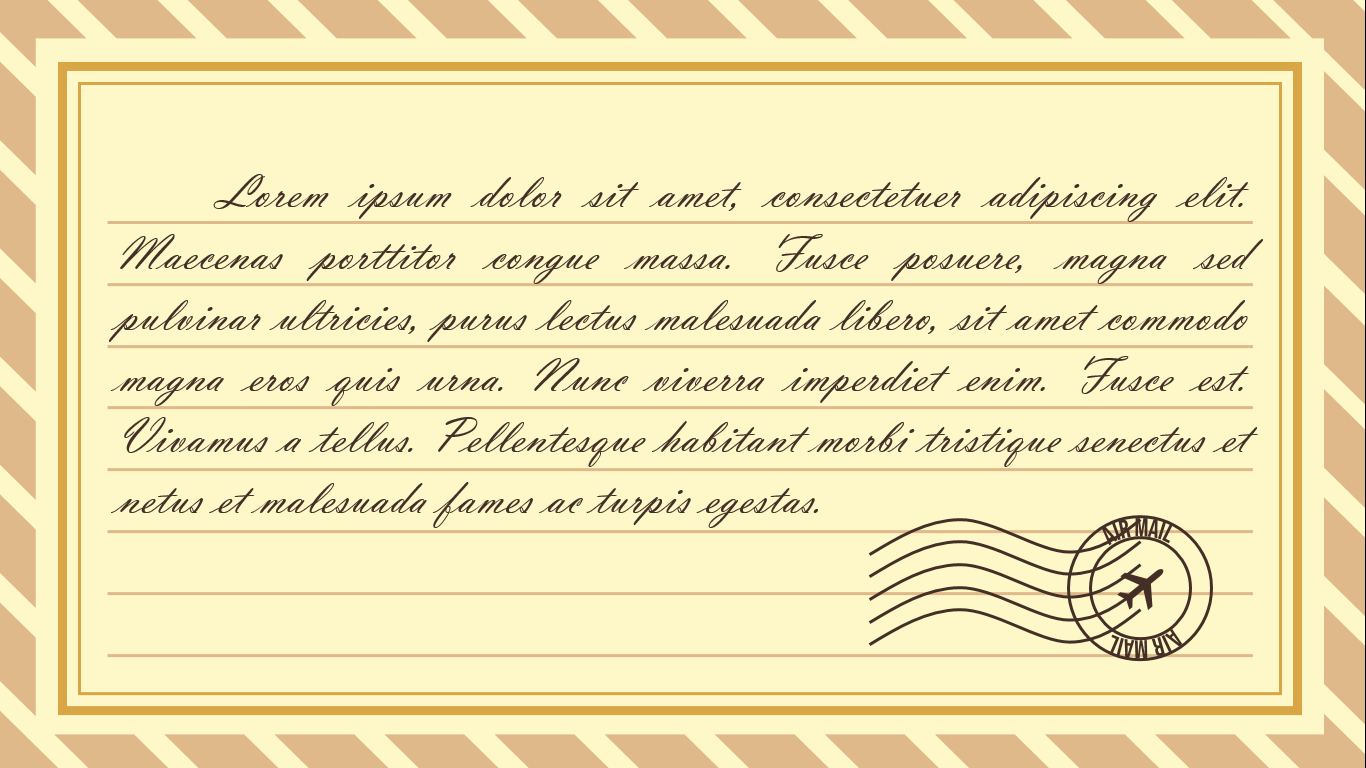 Lorem ipsum dolor sit amet, consectetuer adipiscing elit.
Maecenas porttitor congue massa. Fusce posuere, magna sed
pulvinar ultricies, purus lectus malesuada libero, sit amet commodo
magna eros quis urna. Nunc viverra imperdiet enim. Fusce est.
Vivamus a tellus. Pellentesque habitant morbi tristique senectus et
netus et malesuada fames ac turpis egestas.
AIR MAIL
AIR MAIL